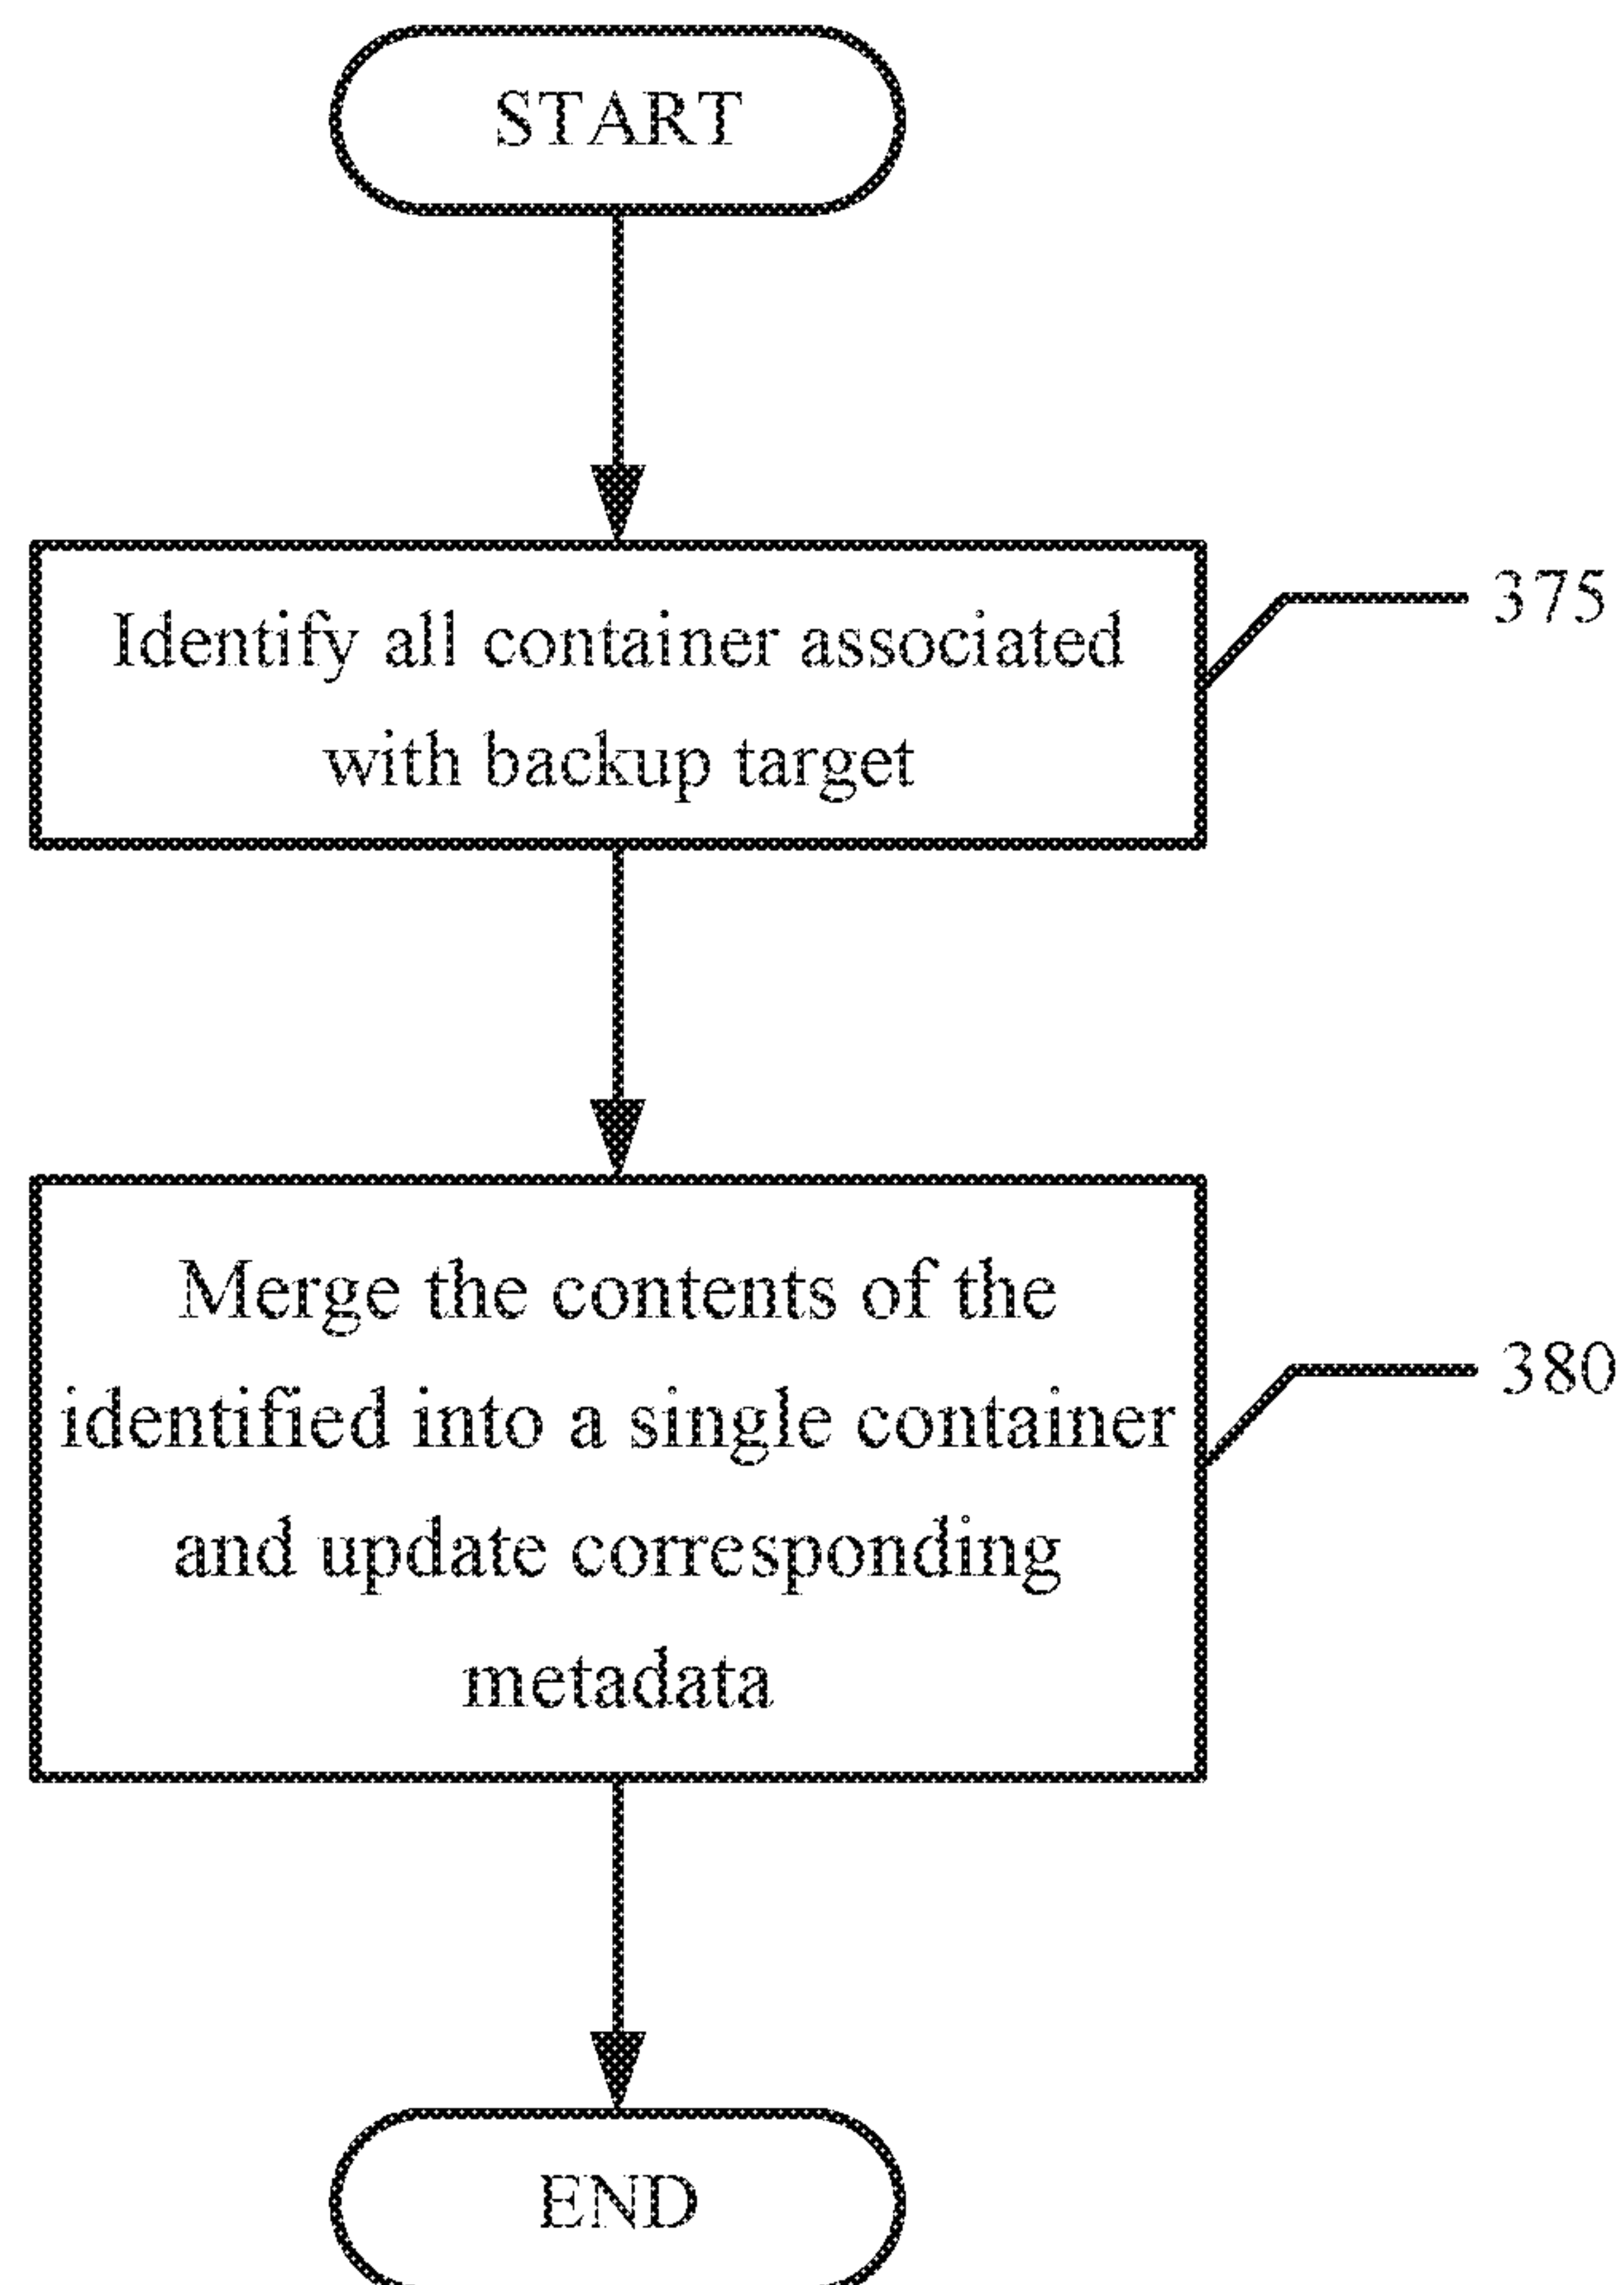 START
Identify all container associated
with backup target
375
Merge the contents of the
identified into a single container
and update corresponding
metadata
380
END